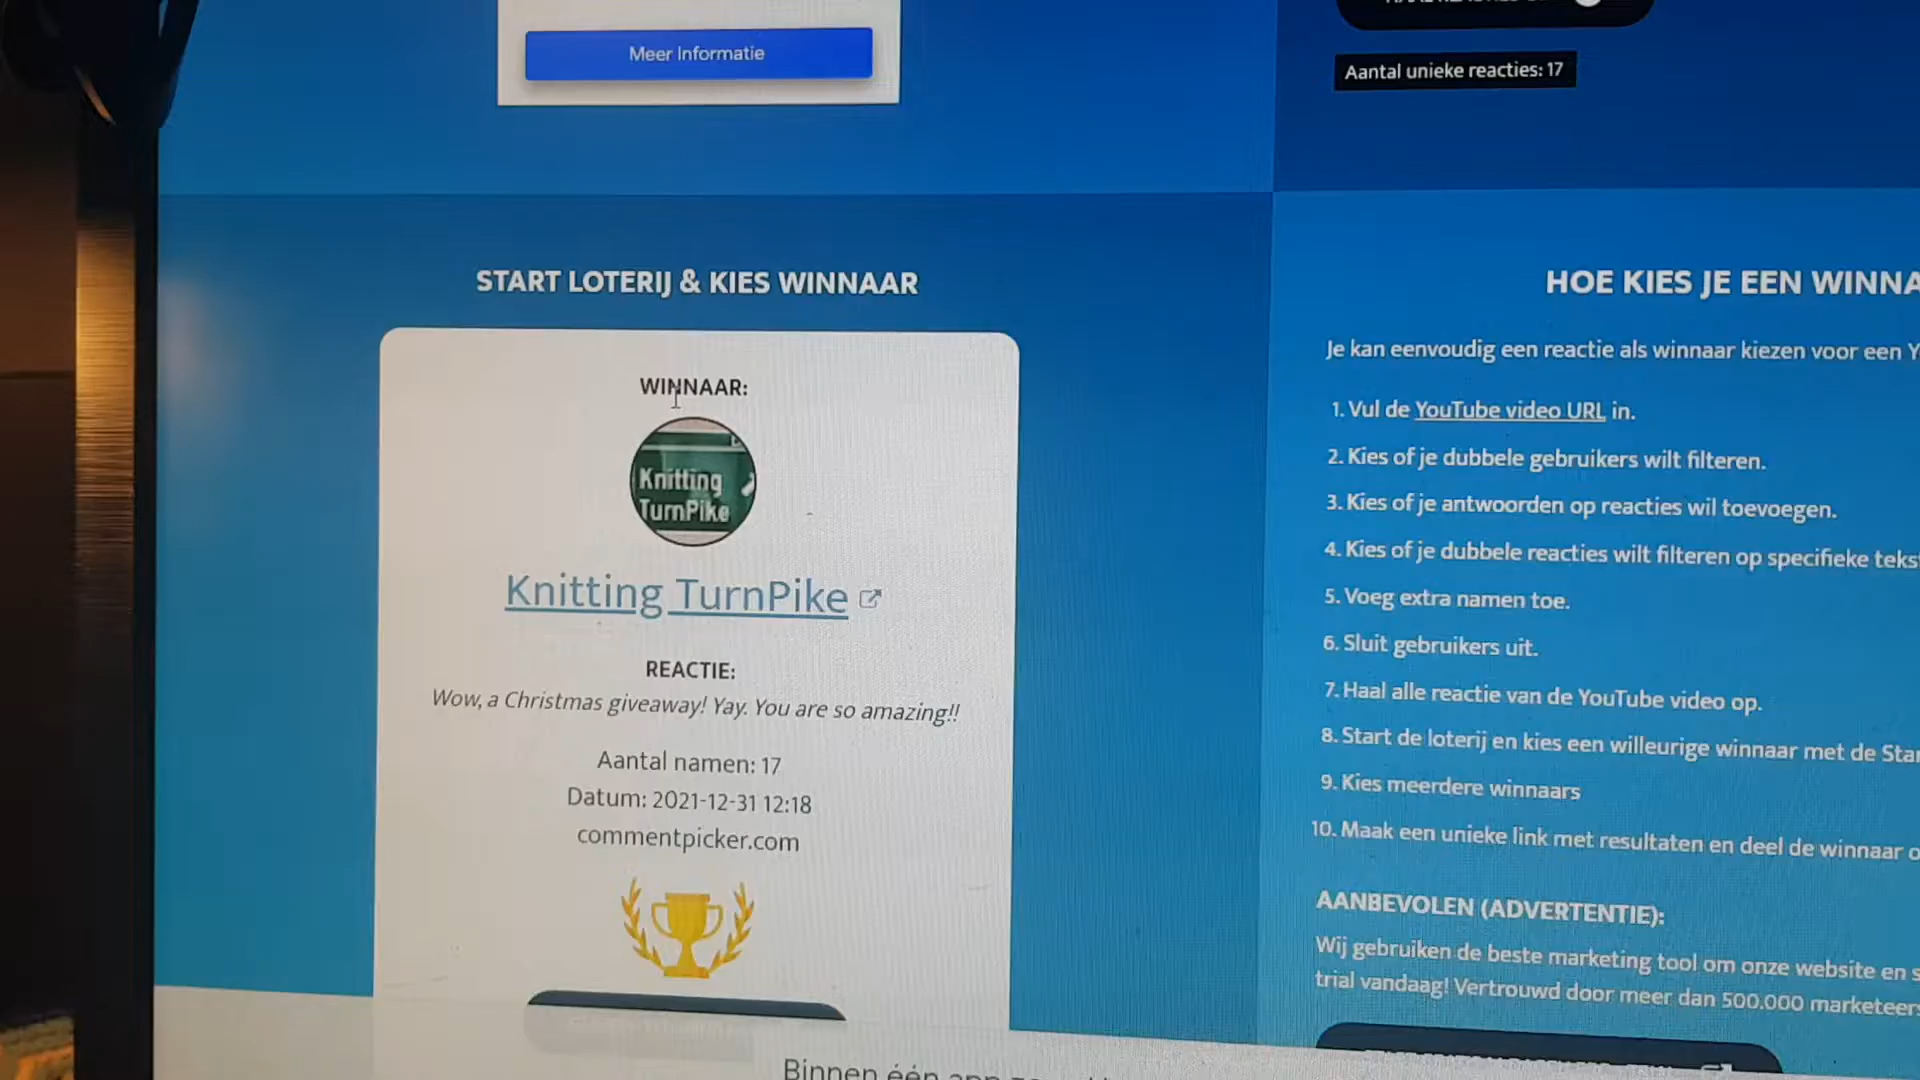 Meer Informatie
Aantal unieke reacties: 17
START LOTERIJ & KIES WINNAAR
WINNAAR:
Knitting
TurnPike
Knitting TurnPike
REACTIE:
Wow, a Christmas giveaway! Yay. You are so amazing!!
Aantal namen: 17
Datum: 2021-12-31 12:18
commentpicker.com
HOE KIES JE EEN
Je kan eenvoudig een reactie als winnaar kiezen voor een
1. Vul de YouTube video URL in.
2. Kies of je dubbele gebruikers wilt filteren.
3. Kies of je antwoorden op reacties wil toevoegen.
4. Kies of je dubbele reacties wilt filteren op specifieke
5. Voeg extra namen toe.
6. Sluit gebruikers uit.
7. Haal alle reactie van de YouTube video op.
8. Start de loterij en kies een willeurige winnaar met de
9. Kies meerdere winnaars
10. Maak een unieke link met resultaten en deel de winnaar
AANBEVOLEN (ADVERTENTIE):
Wij gebruiken de beste marketing tool om onze website en
trial vandaag! Vertrouwd door meer dan 500.000 marketeers
Binnen één app